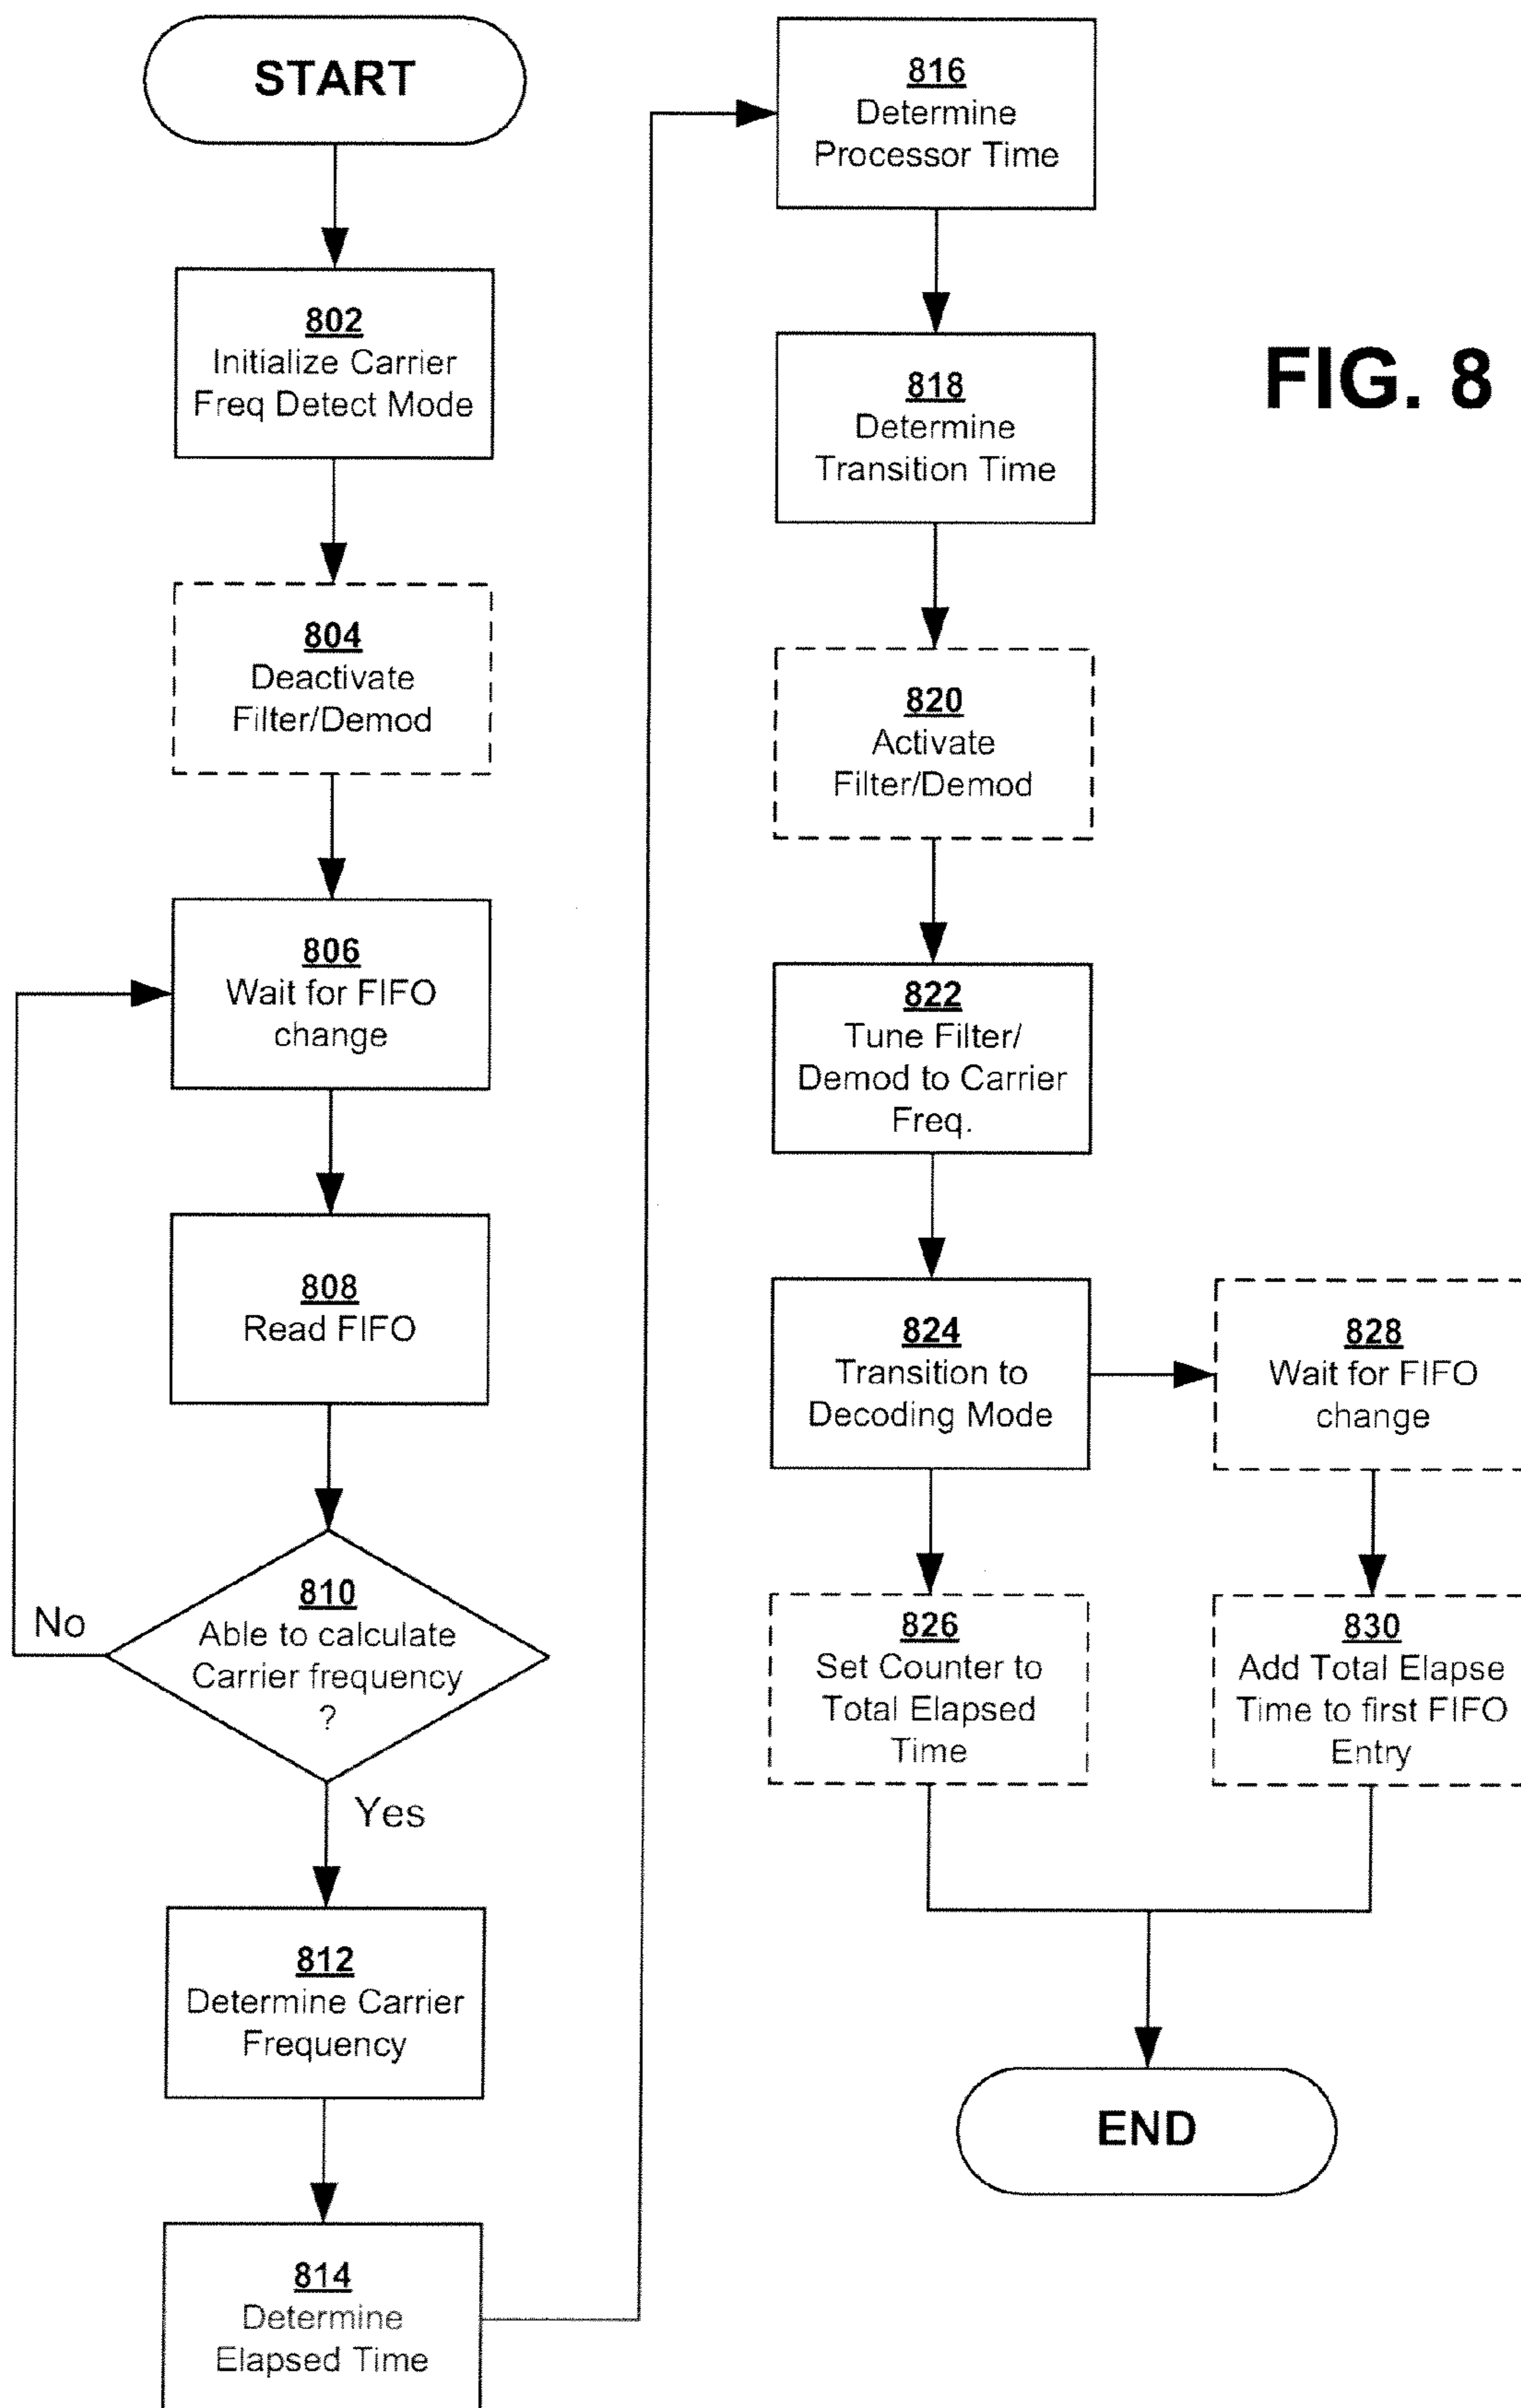 START
802
Initialize Carrier
Freq Detect Mode
804
Deactivate
Filter/Demod
806
Wait for FIFO
change
808
Read FIFO
810
Able to calculate
Carrier frequency
?
No
Yes
812
Determine Carrier
Frequency
814
Determine
Elapsed Time
816
Determine
Processor Time
818
Determine
Transition Time
820
Activate
Filter/Demod
822
Tune Filter/
Demod to Carrier
Freq.
824
Transition to
Decoding Mode
826
Set Counter to
Total Elapsed
Time
828
Wait for FIFO
change
830
Add Total Elapse
Time to first FIFO
Entry
END
FIG. 8